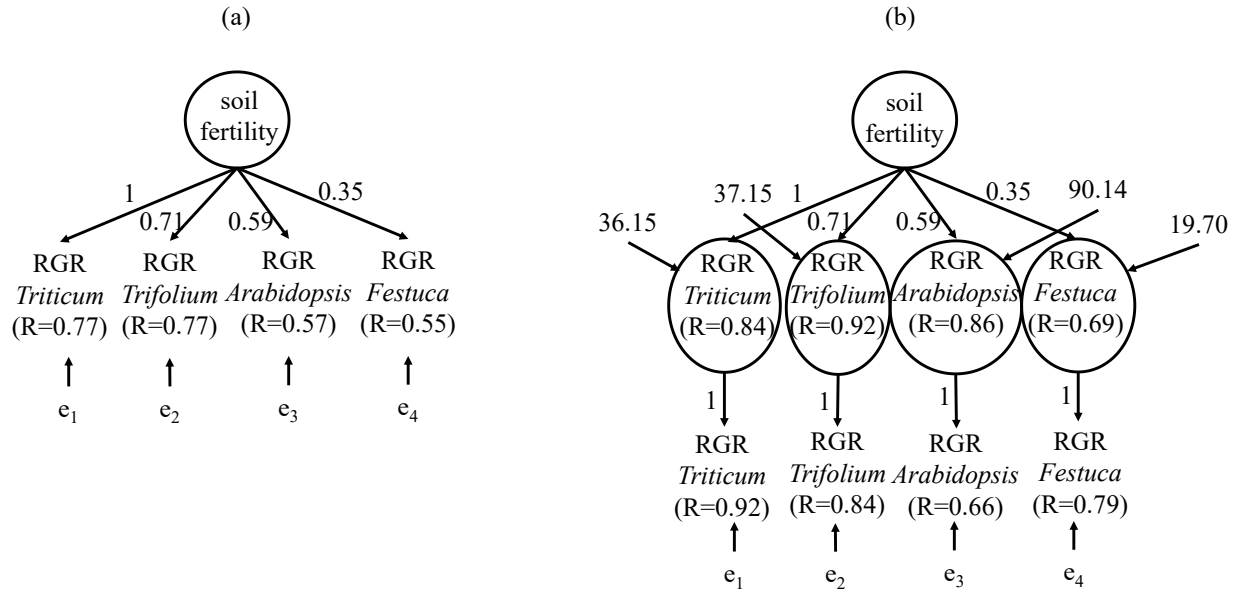 (a)
soil
fertility
1
0.71
0.59
0.35
RGR
Triticum
(R=0.77)
RGR
Trifolium
(R=0.77)
RGR
Arabidopsis
(R=0.57)
RGR
Festuca
(R=0.55)
e1
e2
e3
e4
(b)
soil
fertility
36.15
37.15
1
0.71
0.59
0.35
90.14
19.70
RGR
Triticum
(R=0.84)
RGR
Trifolium
(R=0.92)
RGR
Arabidopsis
(R=0.86)
RGR
Festuca
(R=0.69)
1
1
1
1
RGR
Triticum
(R=0.92)
RGR
Trifolium
(R=0.84)
RGR
Arabidopsis
(R=0.66)
RGR
Festuca
(R=0.79)
e1
e2
e3
e4